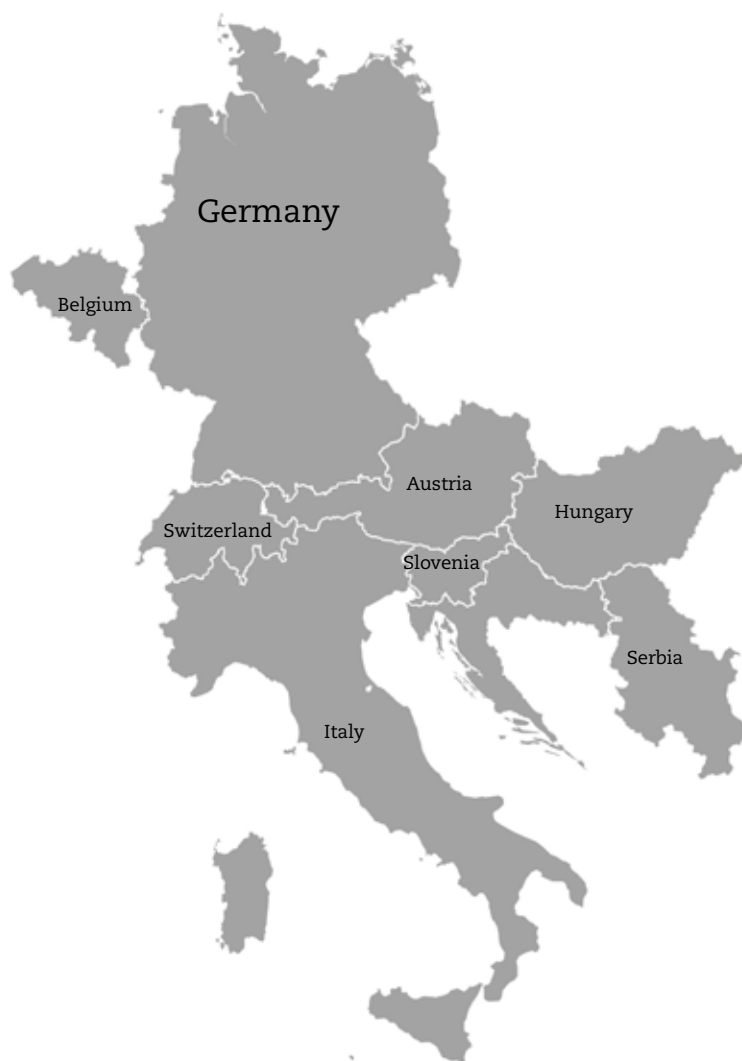 Germany
Belgium
Austria
Hungary
Switzerland
Slovenia
Serbia
Italy